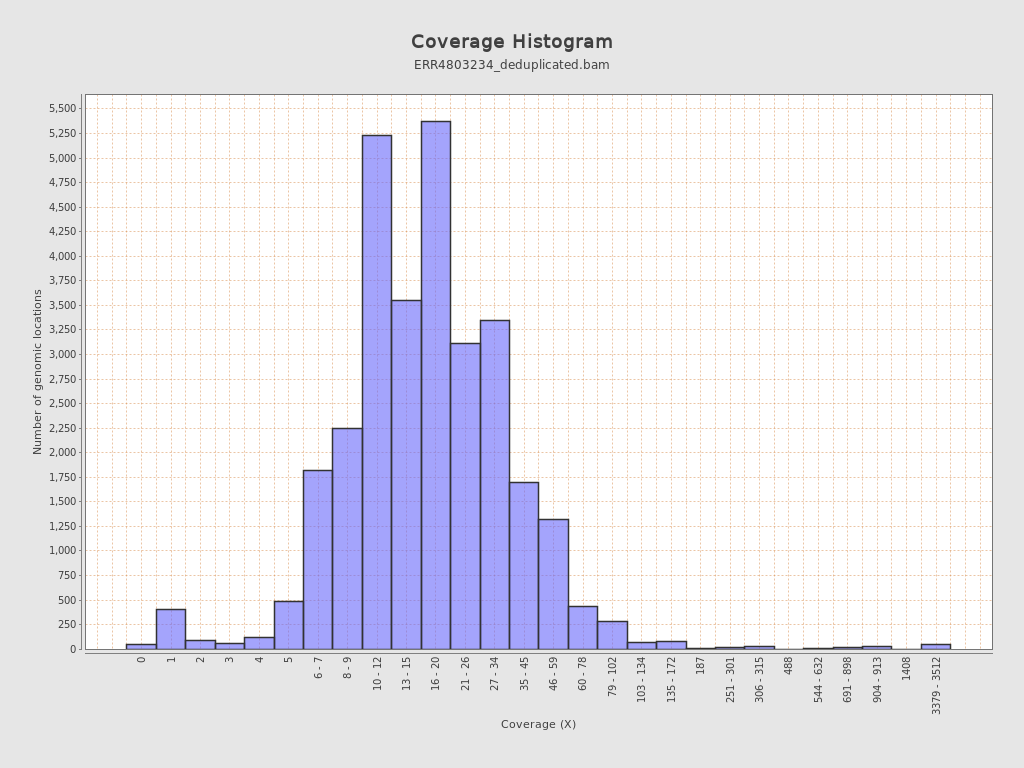 Coverage Histogram
ERR4803234_deduplicated.bam
Number of genomic locations
5,500
5,250
5,000
4,750
4,500
4,250
4,000
3,750
3,500
3,250
3,000
2,750
2,500
2,250
2,000
1,750
1,500
1,250
1,000
750
500
250
0
0
1
2
3
4
5
6 - 7
8 - 9
10 - 12
13 - 15
16 - 20
21 - 26
27 - 34
35 - 45
46 - 59
60 - 78
79 - 102
103 - 134
135 - 172
187
251 - 301
306 - 315
488
544 - 632
691 - 898
904 - 913
1408
3379 - 3512
Coverage (X)